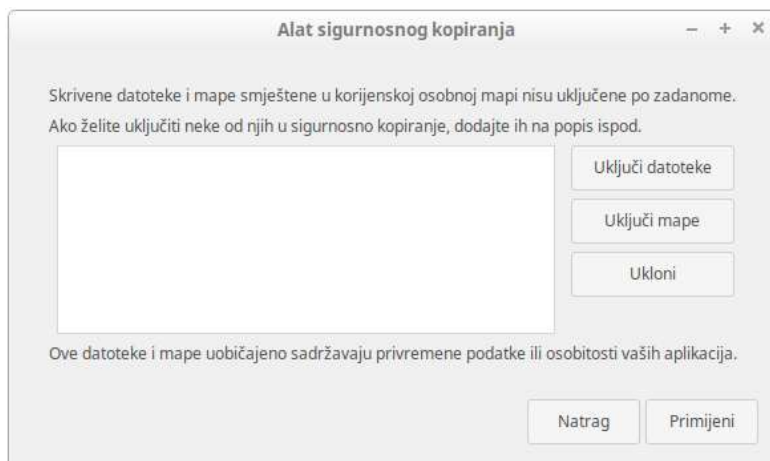 Alat sigurnosnog kopiranja
Skrivene datoteke i mape smještene u korijenskoj osobnoj mapi nisu uključene po zadanome.
Ako želite uključiti neke od njih u sigurnosno kopiranje, dodajte ih na popis ispod.
Uključi datoteke
Uključi mape
Ukloni
Ove datoteke i mape uobičajeno sadržavaju privremene podatke ili osobitosti vaših aplikacija.
Natrag
Primijeni